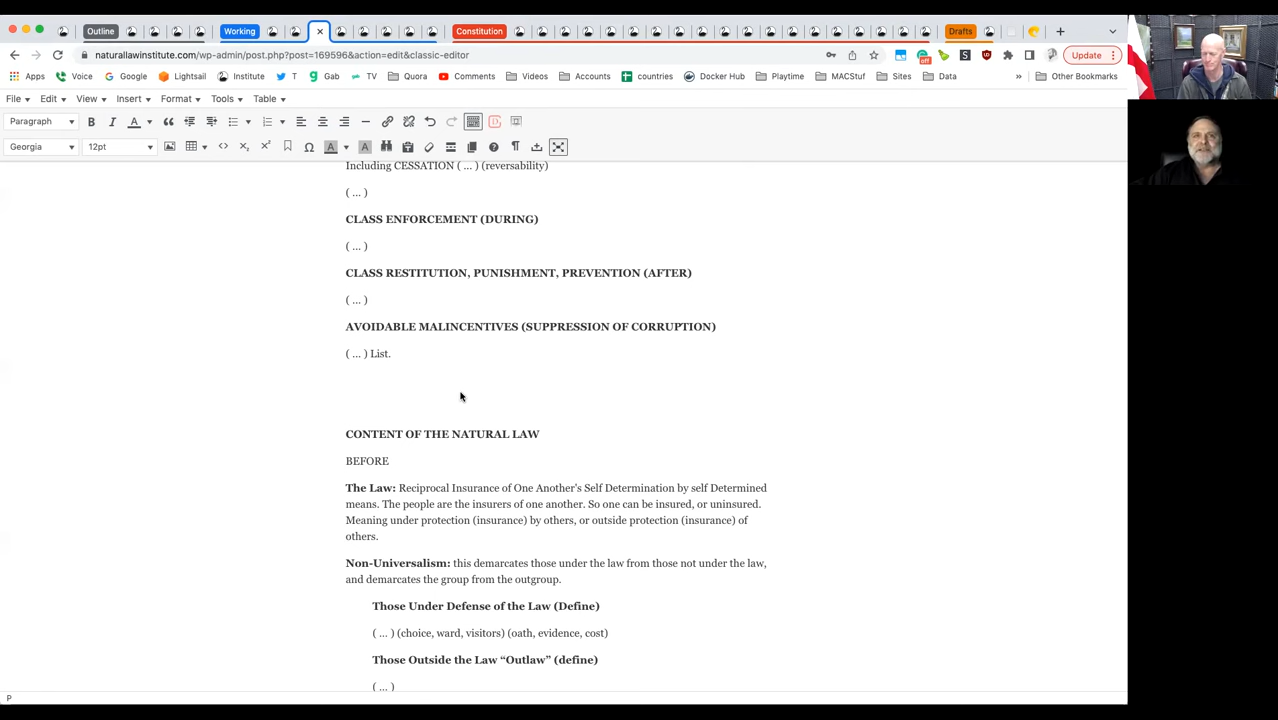 Outline
Working
Constitution
Drafts
naturallawinstitute.com/wp-admin/post.php?post=169596&action=edit&classic-editor
Update
Apps Voice Google Lightsail Institute T Gab TV Quora Comments Videos Accounts countries Docker Hub Playtime MACStuf Sites Data » Other Bookmarks
File Edit View Insert Format Tools Table
Paragraph B I A
Georgia 12pt
Including CESSATION ( ... ) (reversability)
( ... )
CLASS ENFORCEMENT (DURING)
( ... )
CLASS RESTITUTION, PUNISHMENT, PREVENTION (AFTER)
( ... )
AVOIDABLE MALINCENTIVES (SUPPRESSION OF CORRUPTION)
( ... ) List.
CONTENT OF THE NATURAL LAW
BEFORE
The Law: Reciprocal Insurance of One Another's Self Determination by self Determined
means. The people are the insurers of one another. So one can be insured, or uninsured.
Meaning under protection (insurance) by others, or outside protection (insurance) of
others.
Non-Universalism: this demarcates those under the law from those not under the law,
and demarcates the group from the outgroup.
Those Under Defense of the Law (Define)
( ... ) (choice, ward, visitors) (oath, evidence, cost)
Those Outside the Law “Outlaw” (define)
( ... )
P